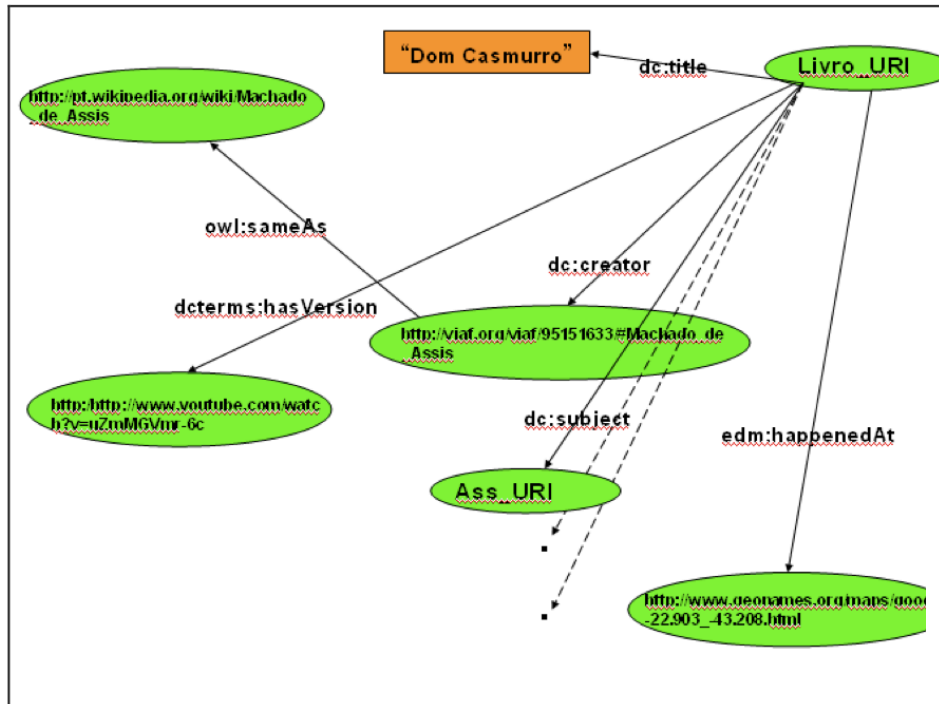 “Dom Casmurro”
dc:title
Livro_URI
http://pt.wikipedia.org/wiki/Machado
_de_Assis
owl:sameAs
dc:creator
dcterms:hasVersion
http://viaf.org/viaf/95151633/#Machado_de
_Assis
http:/http://www.youtube.com/watc
h?v=uZmMGVmr-6c
dc:subject
edm:happenedAt
Ass_URI
http://www.geonames.org/maps/goo
-22.903_-43.208.html